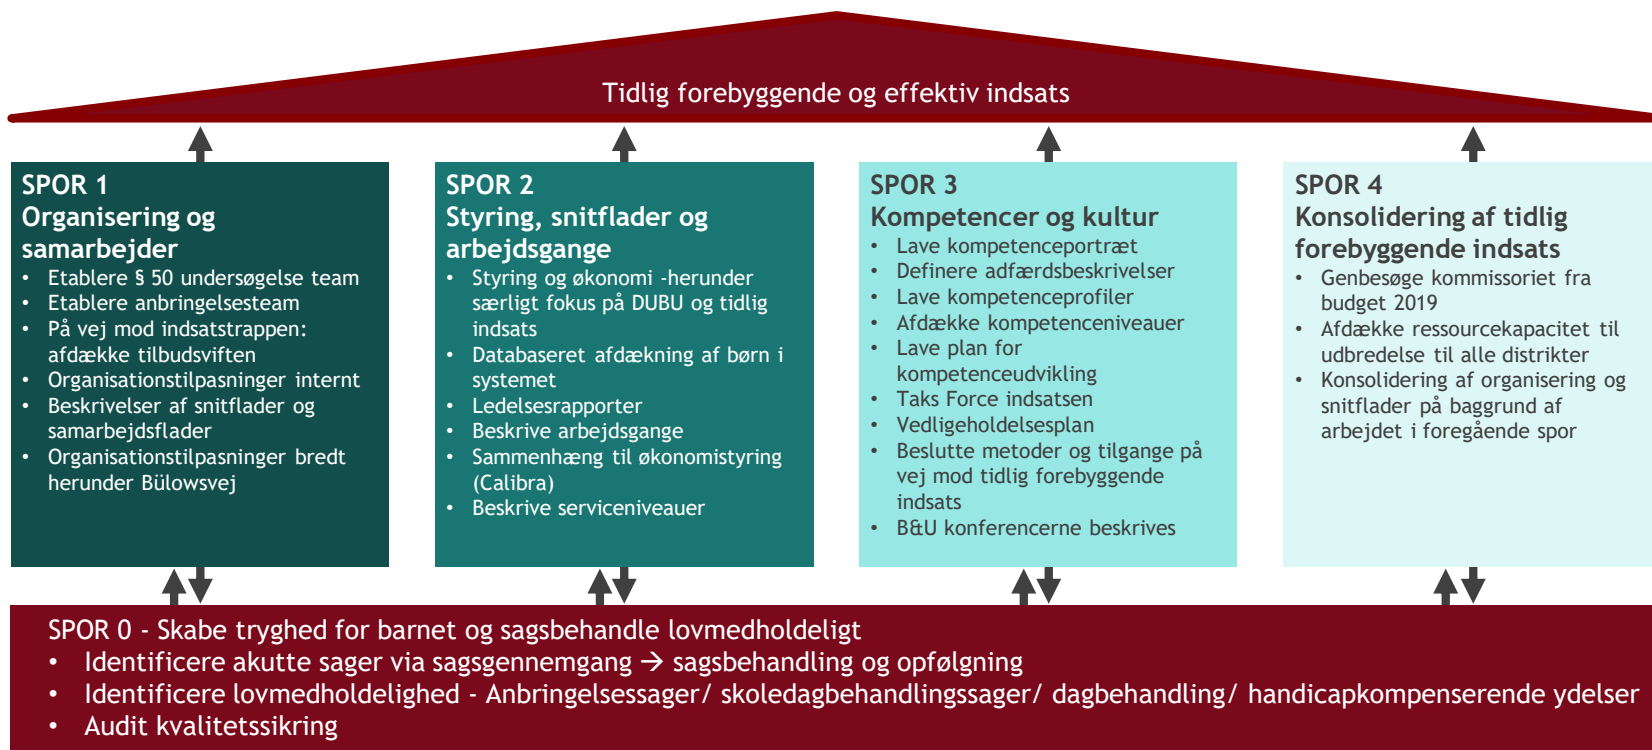 Tidlig forebyggende og effektiv indsats
SPOR 1
Organisering og
samarbejder
• Etablere § 50 undersøgelse team
• Etablere anbringelsesteam
• På vej mod indsatstrappen:
afdække tilbudsviften
• Organisationstilpasninger internt
• Beskrivelser af snitflader og
samarbejdsflader
• Organisationstilpasninger bredt
herunder Bülowsvej
SPOR 2
Styring, snitflader og
arbejdsgange
• Styring og økonomi -herunder
særligt fokus på DUBU og tidlig
indsats
• Databaseret afdækning af børn i
systemet
• Ledelsesrapporter
• Beskrive arbejdsgange
• Sammenhæng til økonomistyring
(Calibra)
• Beskrive serviceniveauer
SPOR 3
Kompetencer og kultur
• Lave kompetenceportræt
• Definere adfærdsbeskrivelser
• Lave kompetenceprofiler
• Afdække kompetenceniveauer
• Lave plan for
kompetenceudvikling
• Taks Force indsatsen
• Vedligeholdelsesplan
• Beslutte metoder og tilgange på
vej mod tidlig forebyggende
indsats
• B&U konferencerne beskrives
SPOR 4
Konsolidering af tidlig
forebyggende indsats
• Genbesøge kommissoriet fra
budget 2019
• Afdække ressourcekapacitet til
udbredelse til alle distrikter
• Konsolidering af organisering og
snitflader på baggrund af
arbejdet i foregående spor
SPOR 0 - Skabe tryghed for barnet og sagsbehandle lovmedholdeligt
• Identificere akutte sager via sagsgennemgang → sagsbehandling og opfølgning
• Identificere lovmedholdelighed - Anbringelsessager/ skoledagbehandlingssager/ dagbehandling/ handicapkompenserende ydelser
• Audit kvalitetssikring